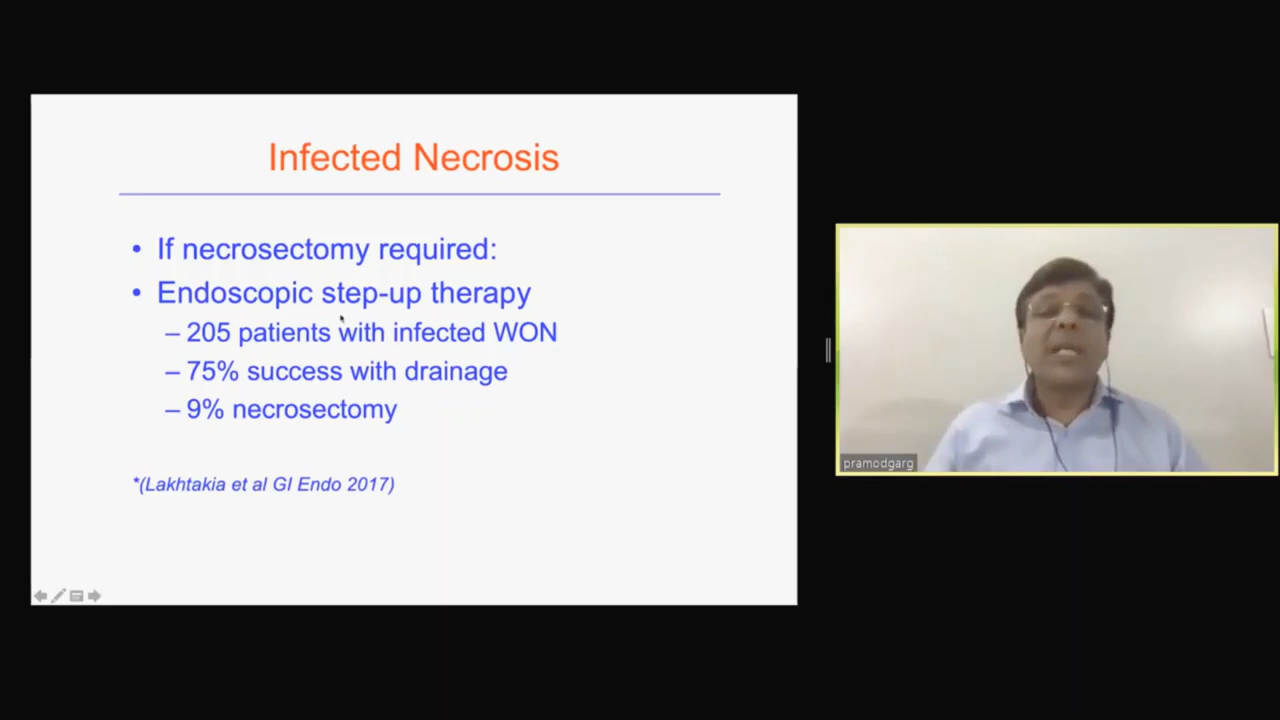 Infected Necrosis
• If necrosectomy required:
• Endoscopic step-up therapy
– 205 patients with infected WON
– 75% success with drainage
– 9% necrosectomy
*(Lakhtakia et al GI Endo 2017)
pramodgarg